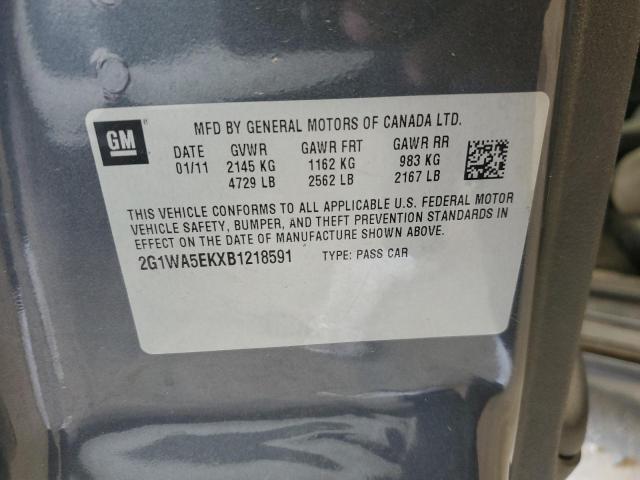 GM
MFD BY GENERAL MOTORS OF CANADA LTD.
DATE GVWR GAWR FRT GAWR RR
01/11 2145 KG 1162 KG 983 KG
4729 LB 2562 LB 2167 LB
THIS VEHICLE CONFORMS TO ALL APPLICABLE U.S. FEDERAL MOTOR
VEHICLE SAFETY, BUMPER, AND THEFT PREVENTION STANDARDS IN
EFFECT ON THE DATE OF MANUFACTURE SHOWN ABOVE.
2G1WA5EKXB1218591 TYPE: PASS CAR